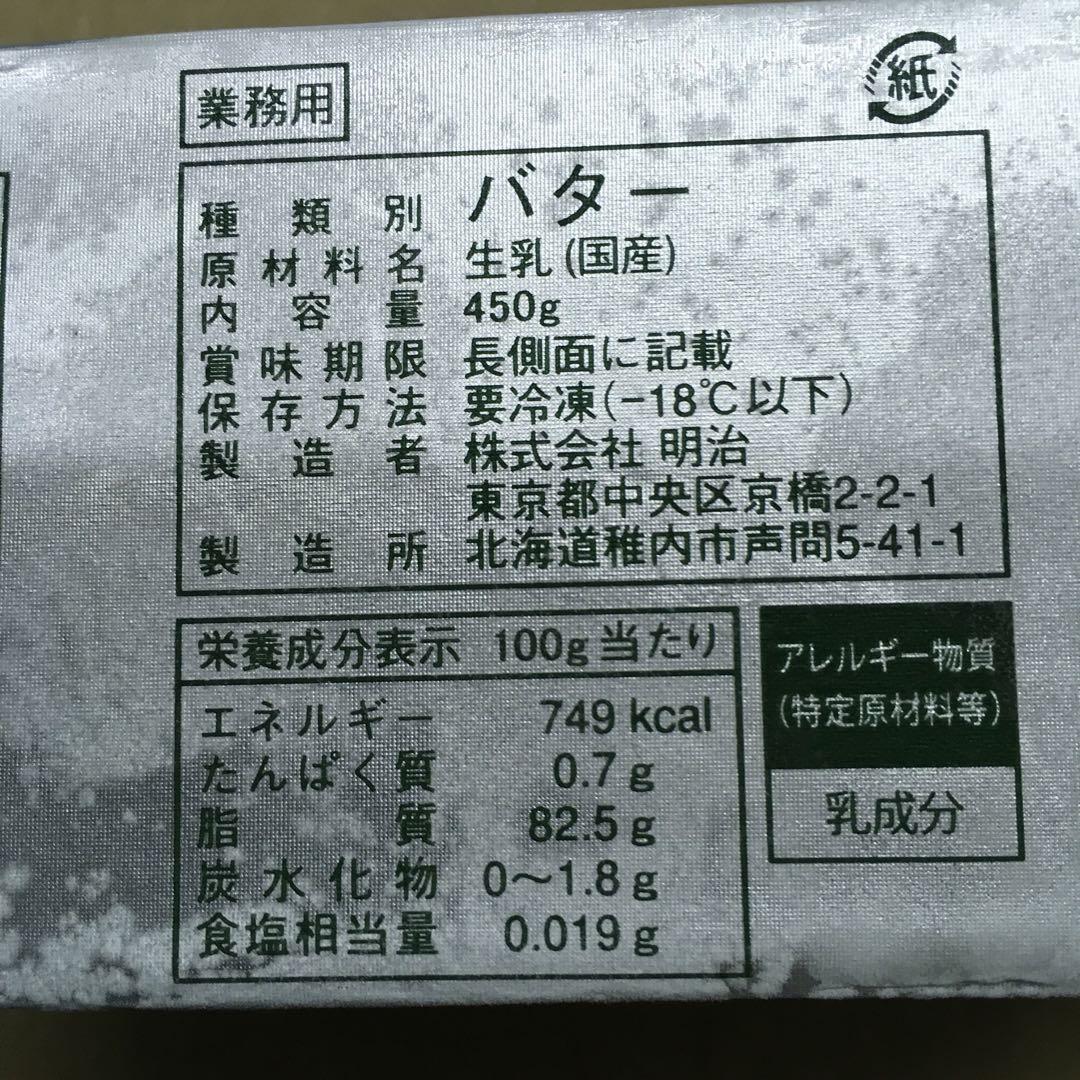 業務用
紙
種類別 バター
原材料名 生乳(国産)
内容量 450g
賞味期限 長側面に記載
保存方法 要冷凍(-18℃以下)
製造者 株式会社 明治
東京都中央区京橋2-2-1
製造所 北海道稚内市声問5-41-1
栄養成分表示 100g当たり
エネルギー 749 kcal
たんぱく質 0.7 g
脂質 82.5 g
炭水化物 0〜1.8 g
食塩相当量 0.019 g
アレルギー物質
(特定原材料等)
乳成分